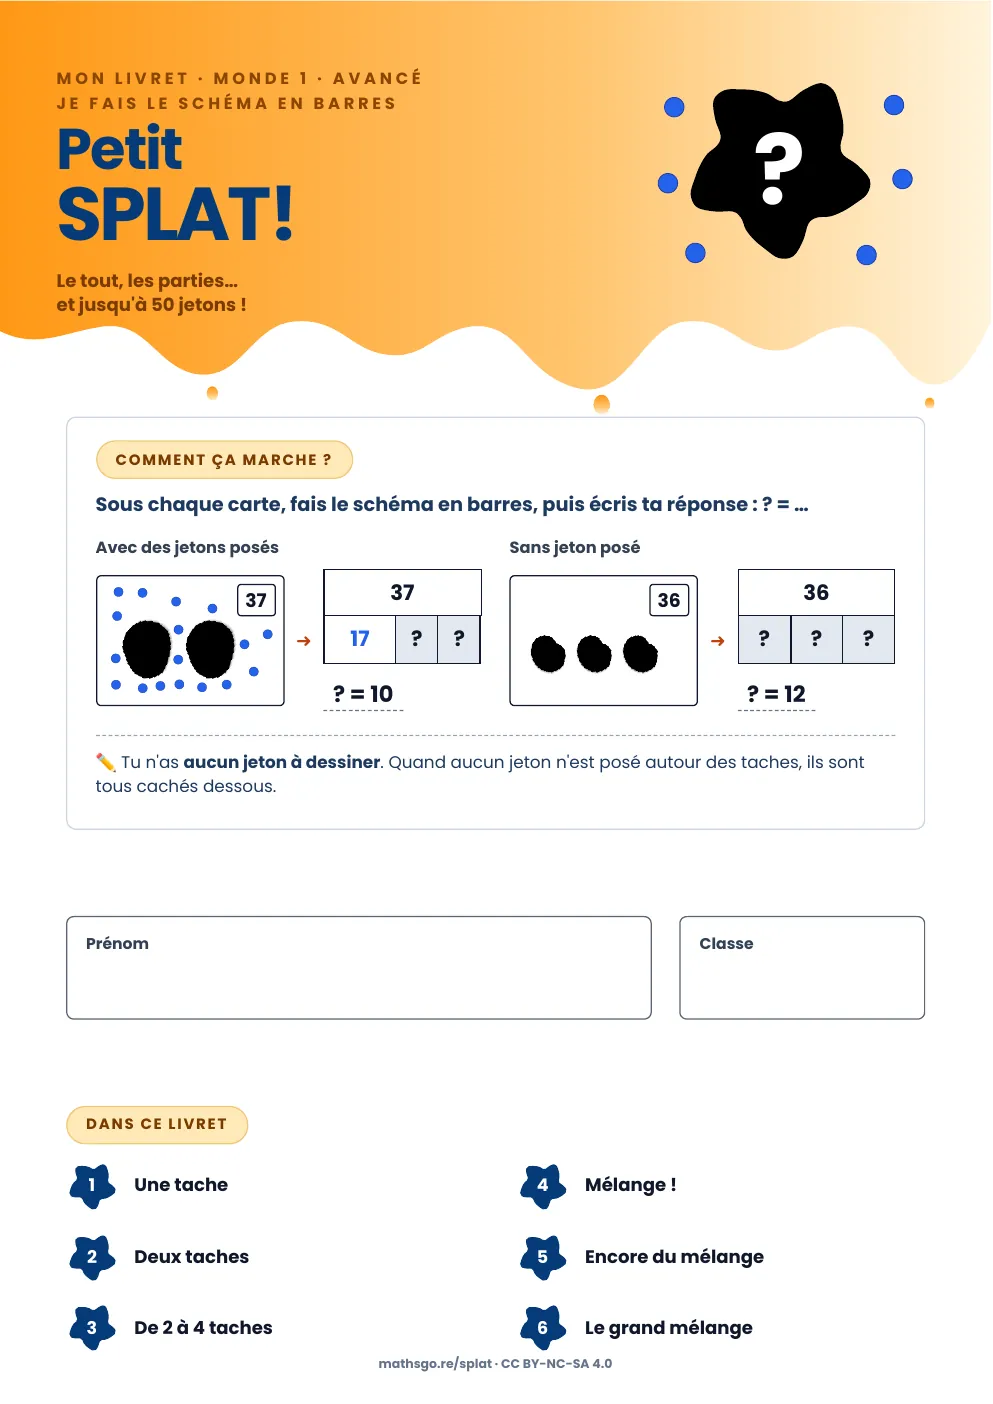 MON LIVRET · MONDE 1 · AVANCÉ
JE FAIS LE SCHÉMA EN BARRES
Petit
SPLAT!
Le tout, les parties...
et jusqu'à 50 jetons !
?
COMMENT ÇA MARCHE ?
Sous chaque carte, fais le schéma en barres, puis écris ta réponse : ? = ...
Avec des jetons posés
37
→
37
17 ? ?
? = 10
Sans jeton posé
36
→
36
? ? ?
? = 12
✏️ Tu n'as aucun jeton à dessiner. Quand aucun jeton n'est posé autour des taches, ils sont
tous cachés dessous.
Prénom
Classe
DANS CE LIVRET
1 Une tache
2 Deux taches
3 De 2 à 4 taches
4 Mélange !
5 Encore du mélange
6 Le grand mélange
mathsgo.re/splat · CC BY-NC-SA 4.0